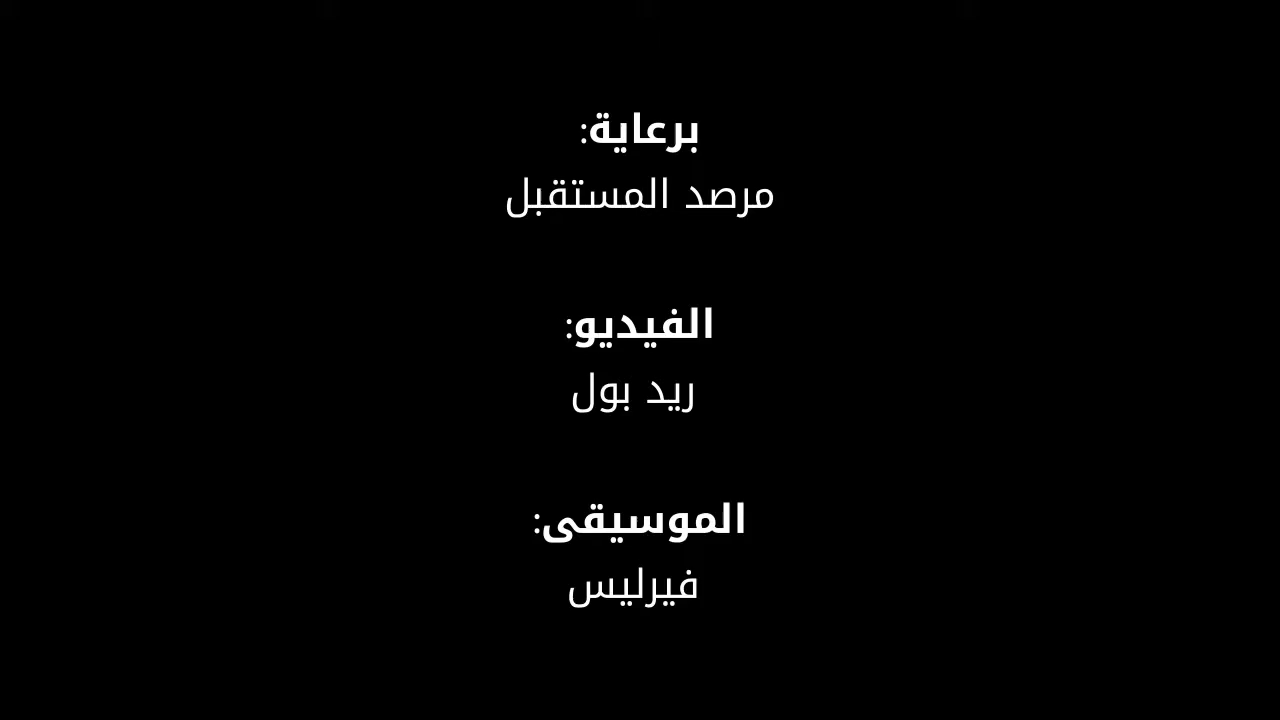 برعاية:
مرصد المستقبل
الفيديو:
ريد بول
الموسيقى:
فيرليس